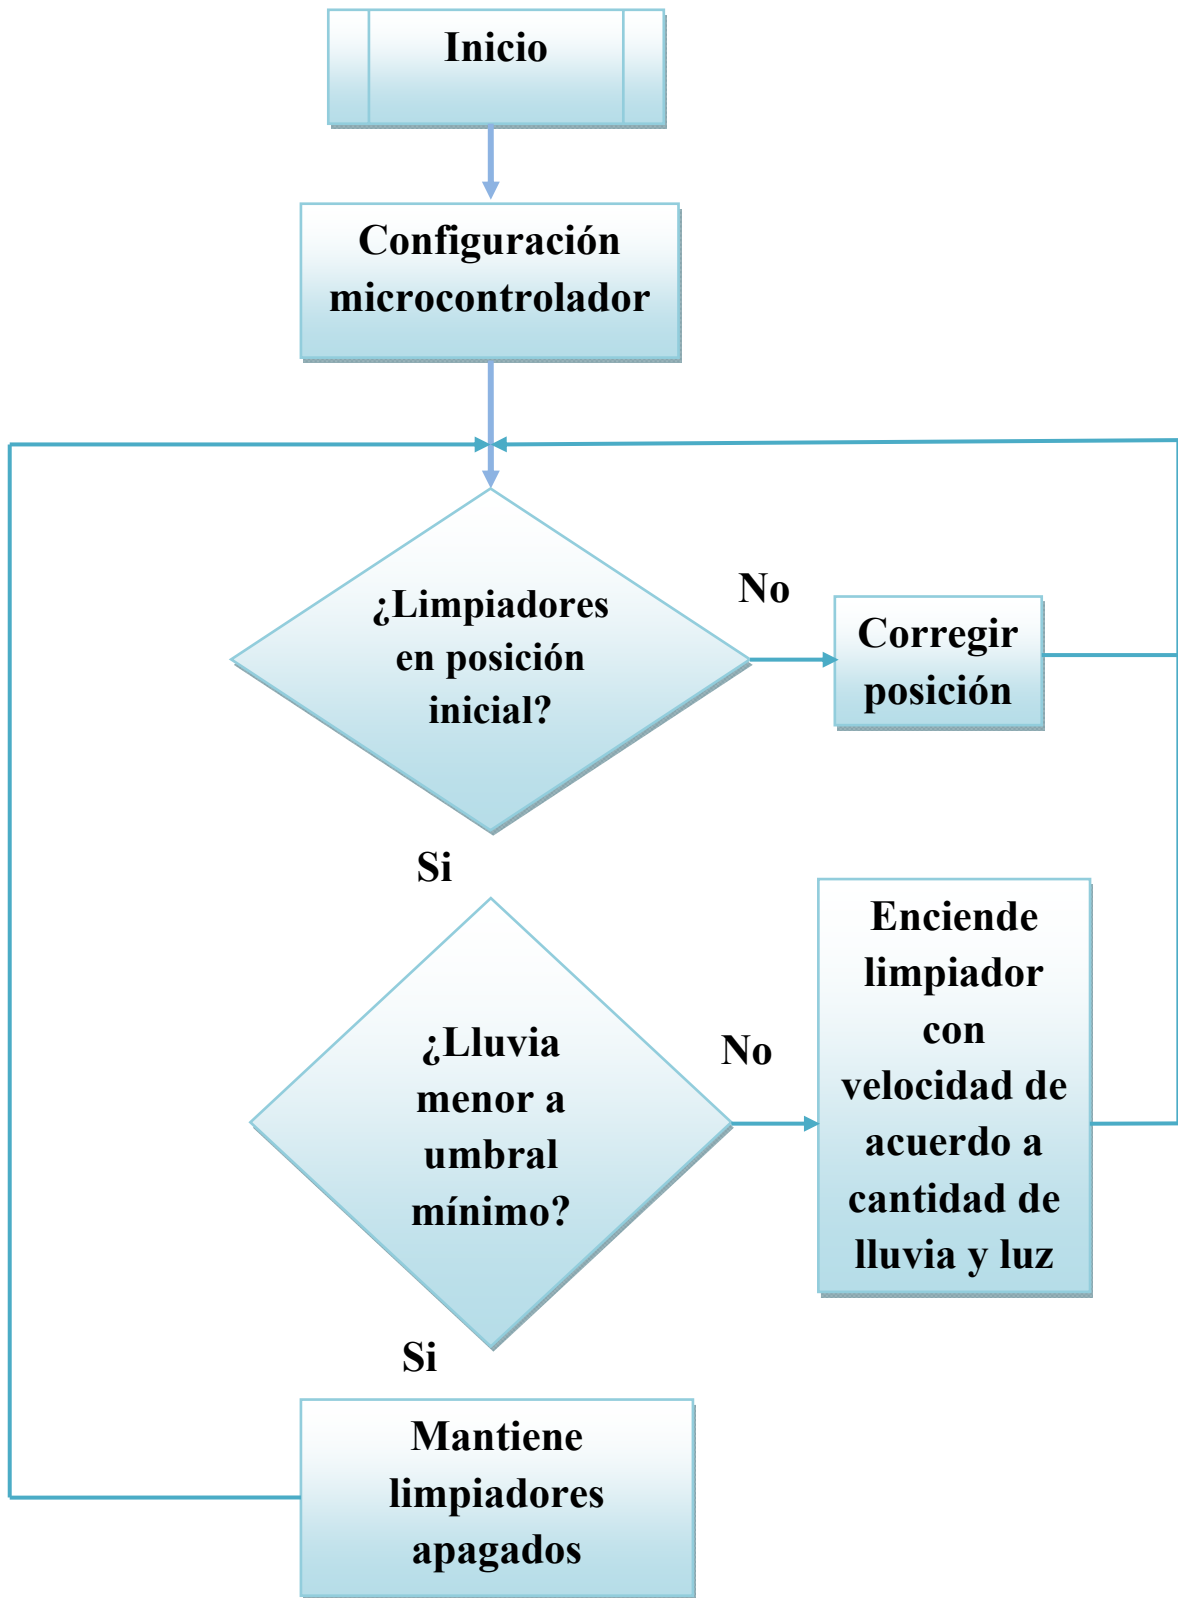 Inicio
Configuración
microcontrolador
¿Limpiadores
en posición
inicial?
No
Corregir
posición
Si
¿Lluvia
menor a
umbral
mínimo?
No
Enciende
limpiador
con
velocidad de
acuerdo a
cantidad de
lluvia y luz
Si
Mantiene
limpiadores
apagados